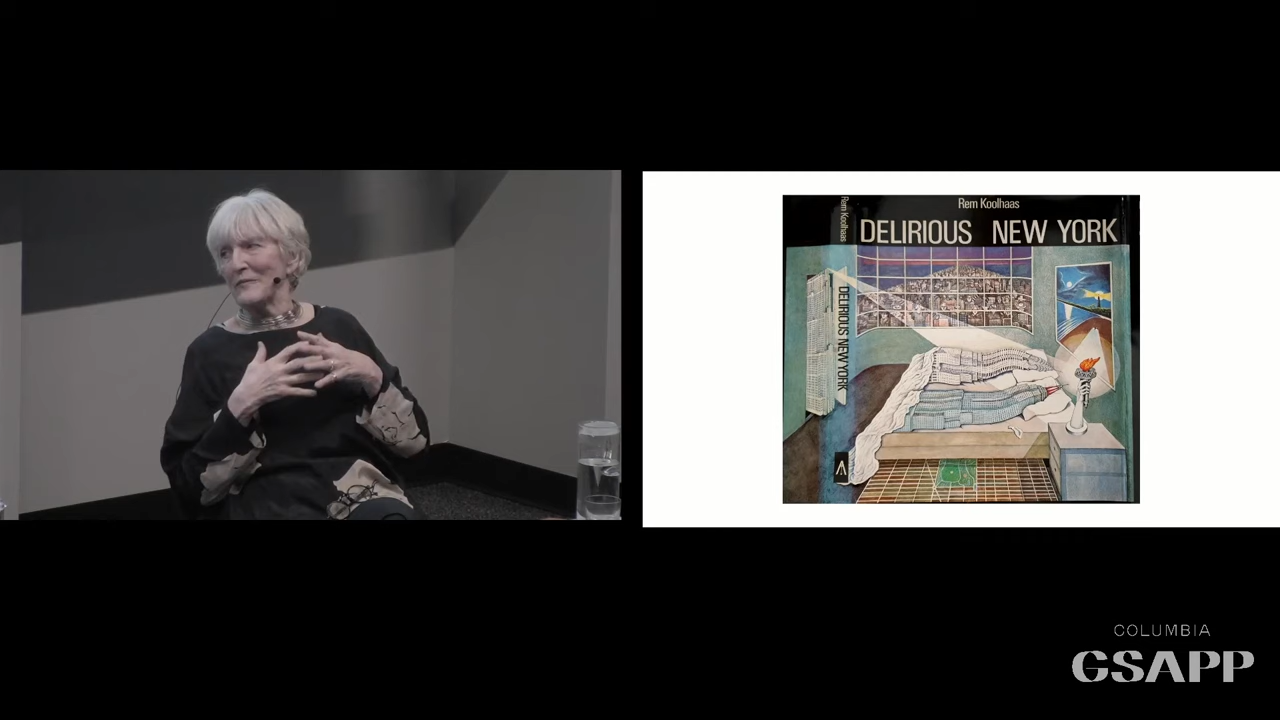 Rem Koolhaas
DELIRIOUS NEW YORK
Rem Koolhaas
DELIRIOUS NEW YORK
COLUMBIA
GSAPP